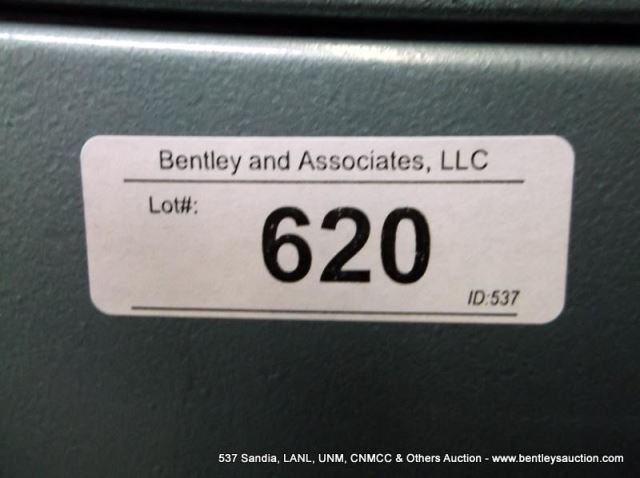 Bentley and Associates, LLC
Lot#:
620
ID:537
537 Sandia, LANL, UNM, CNMCC & Others Auction - www.bentleysauction.com